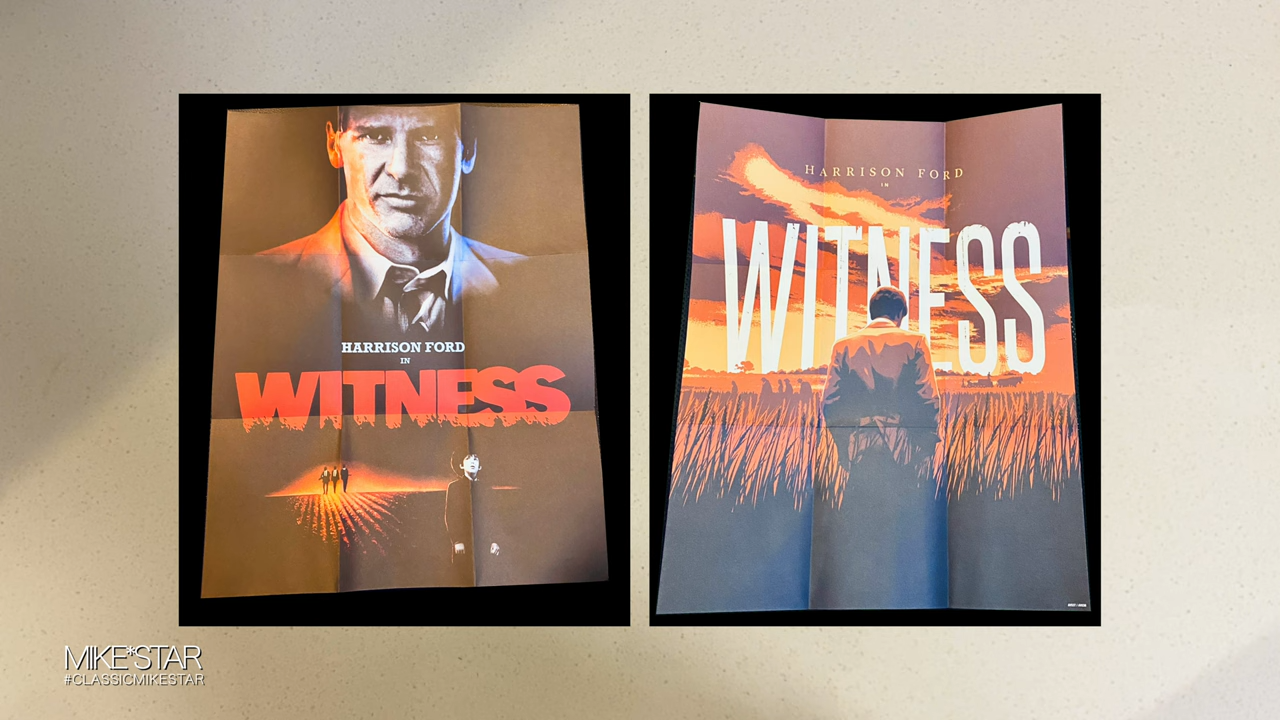 HARRISON FORD
IN
WITNESS
HARRISON FORD
IN
WITNESS
MIKE*STAR
#CLASSICMIKESTAR